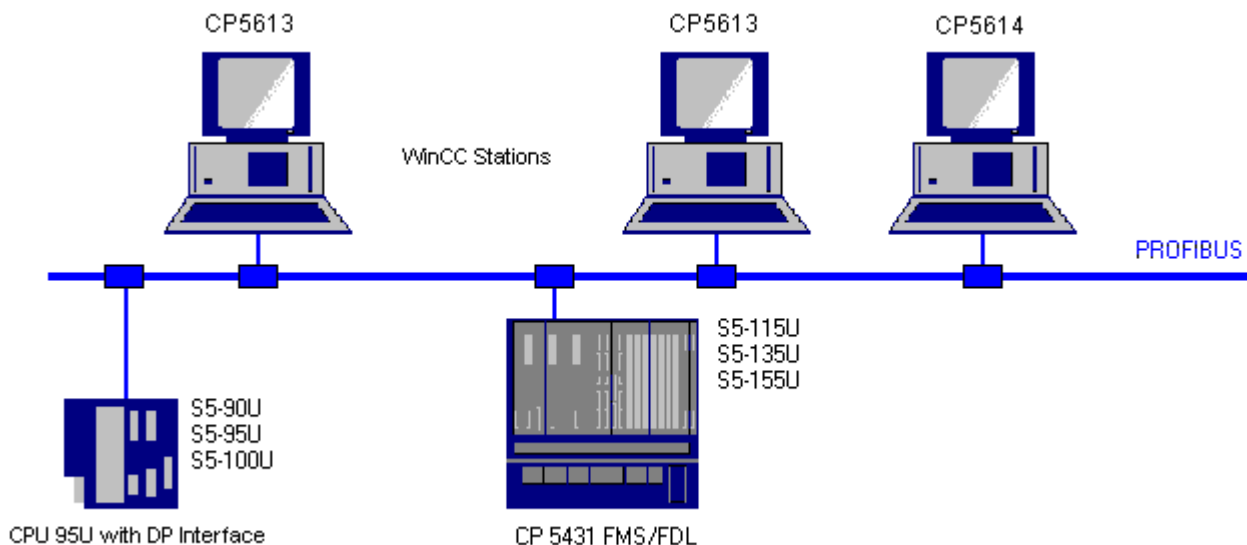 CP5613
CP5613
CP5614
WinCC Stations
PROFIBUS
S5-115U
S5-135U
S5-155U
S5-90U
S5-95U
S5-100U
CPU 95U with DP Interface
CP 5431 FMS/FDL